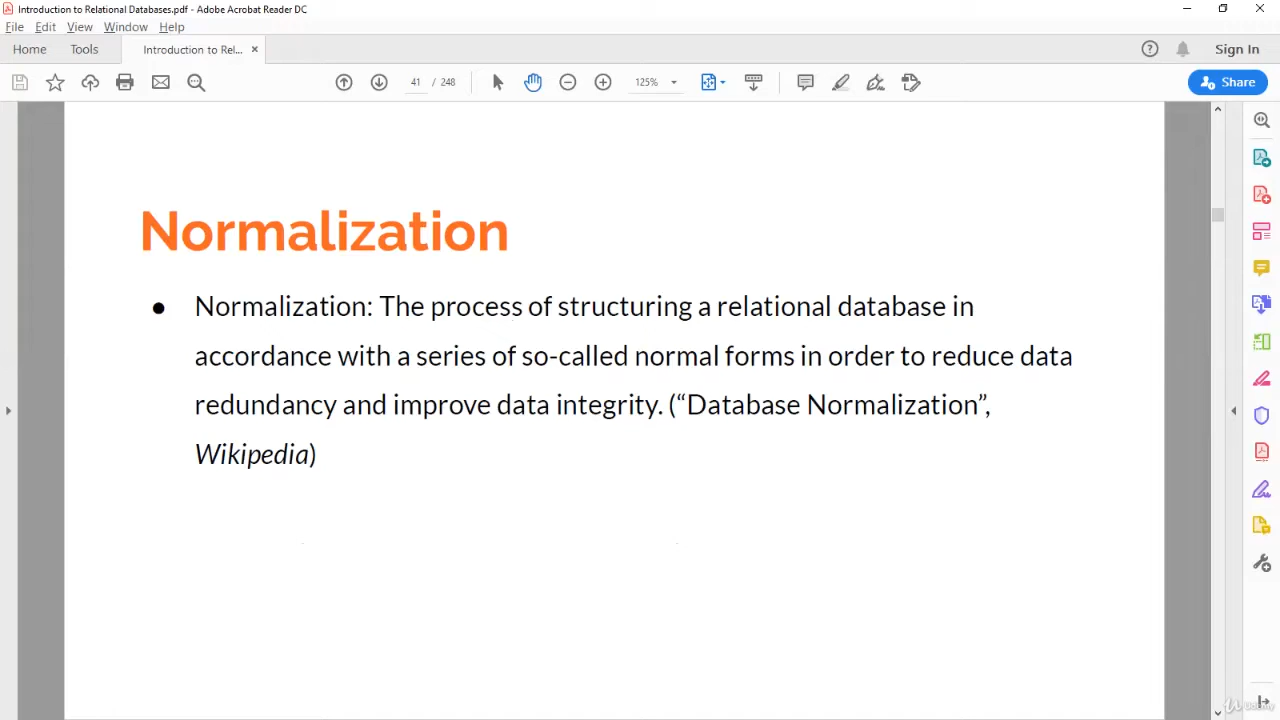 Introduction to Relational Databases.pdf - Adobe Acrobat Reader DC
File Edit View Window Help
Home Tools Introduction to Rel... × Sign In
41 / 248 125% Share
Normalization
● Normalization: The process of structuring a relational database in
accordance with a series of so-called normal forms in order to reduce data
redundancy and improve data integrity. (“Database Normalization”,
Wikipedia)